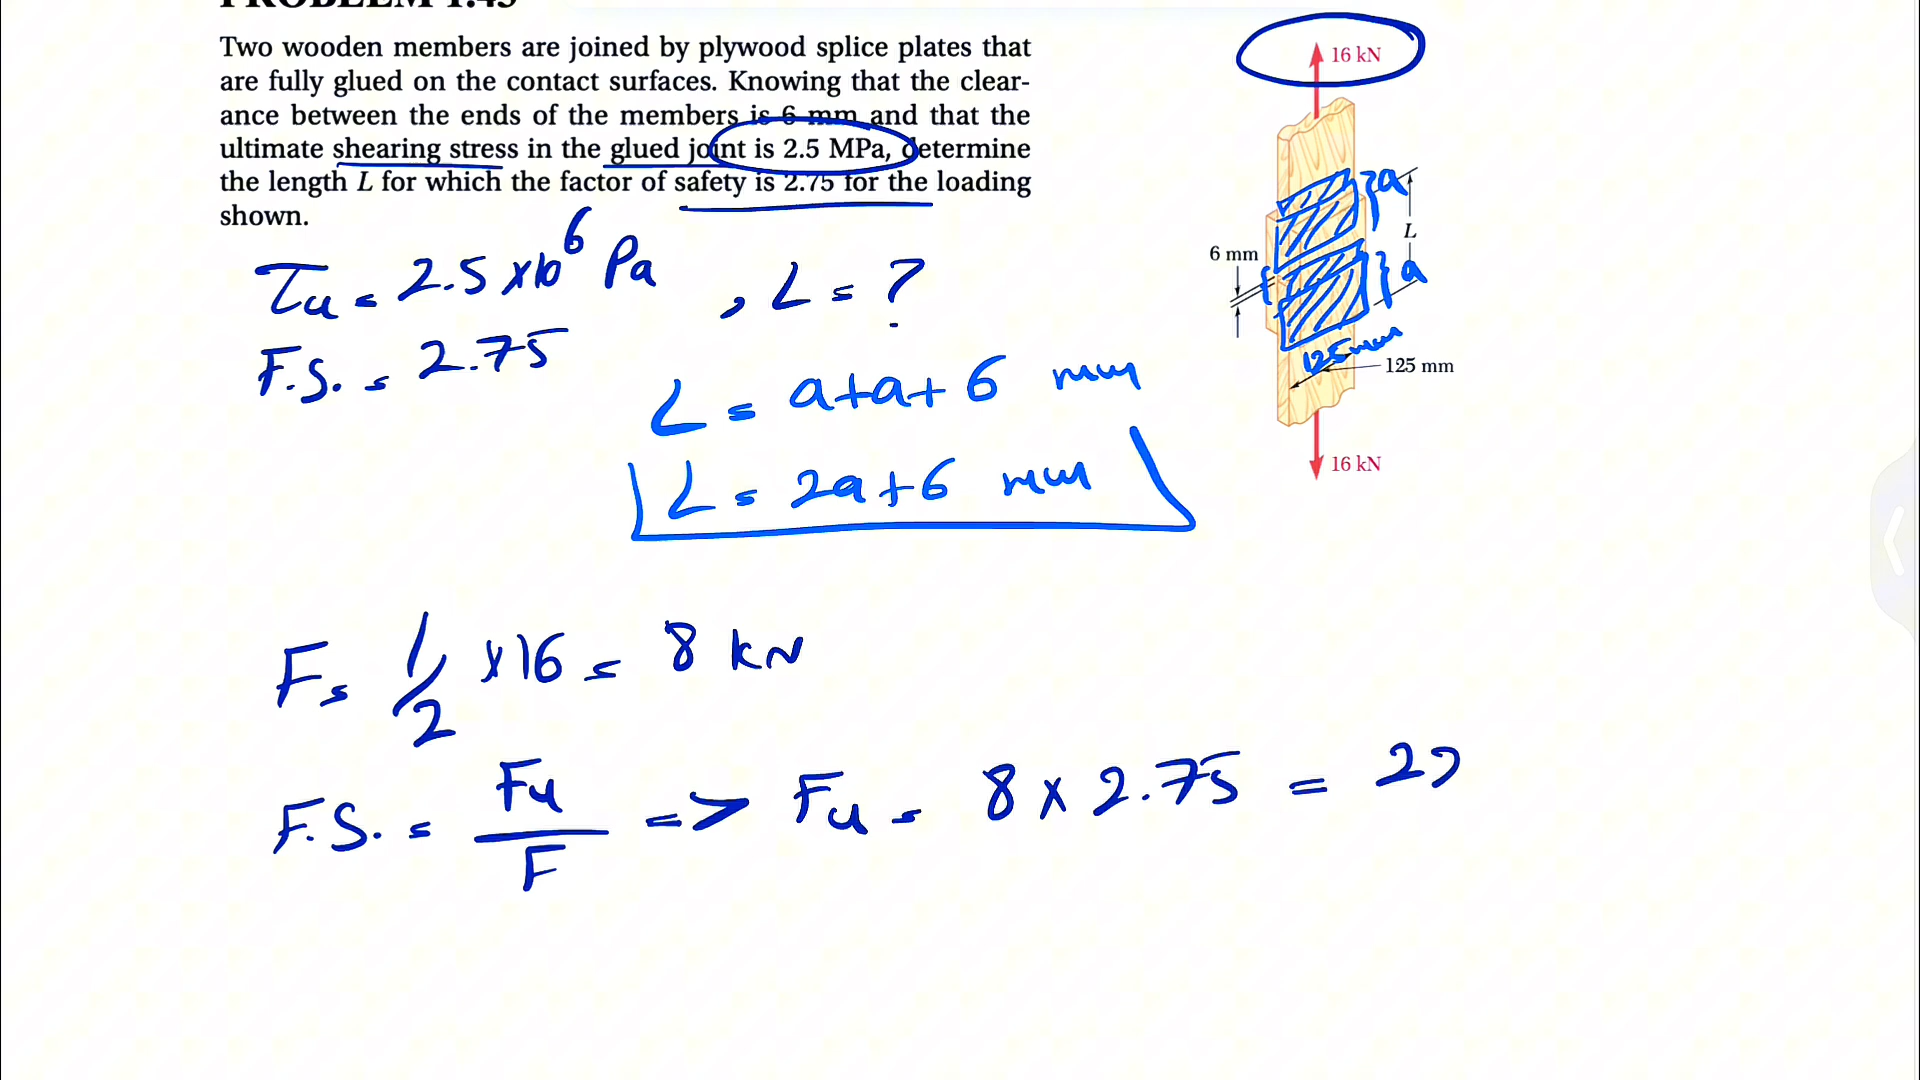 PROBLEM 1.43
Two wooden members are joined by plywood splice plates that
are fully glued on the contact surfaces. Knowing that the clear-
ance between the ends of the members is 6 mm and that the
ultimate shearing stress in the glued joint is 2.5 MPa, determine
the length L for which the factor of safety is 2.75 for the loading
shown.
16 kN
a
L
6 mm
a
125 mm
125 mm
16 kN
τu = 2.5 x10^6 Pa , L = ?
F.S. = 2.75
L = a+a+6 mm
L = 2a+6 mm
F = 1/2 x16 = 8 kN
F.S. = Fu/F => Fu = 8 x 2.75 = 22